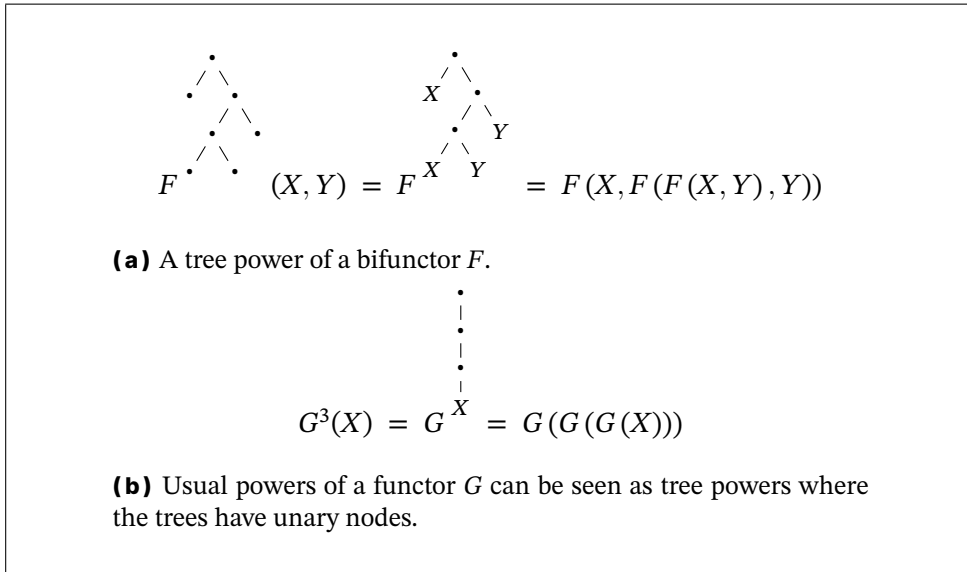 X
Y
X Y
F (X, Y) = F = F(X, F(F(X, Y), Y))
(a) A tree power of a bifunctor F.
G³(X) = G X = G(G(G(X)))
(b) Usual powers of a functor G can be seen as tree powers where
the trees have unary nodes.